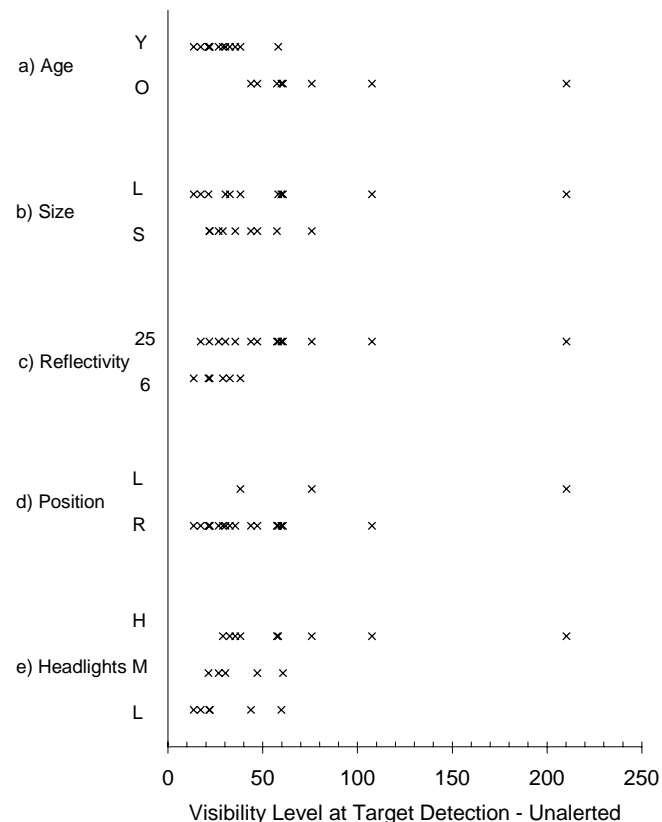 Y
a) Age
O
L
b) Size
S
25
c) Reflectivity
6
L
d) Position
R
H
e) Headlights M
L
0 50 100 150 200 250
Visibility Level at Target Detection - Unalerted